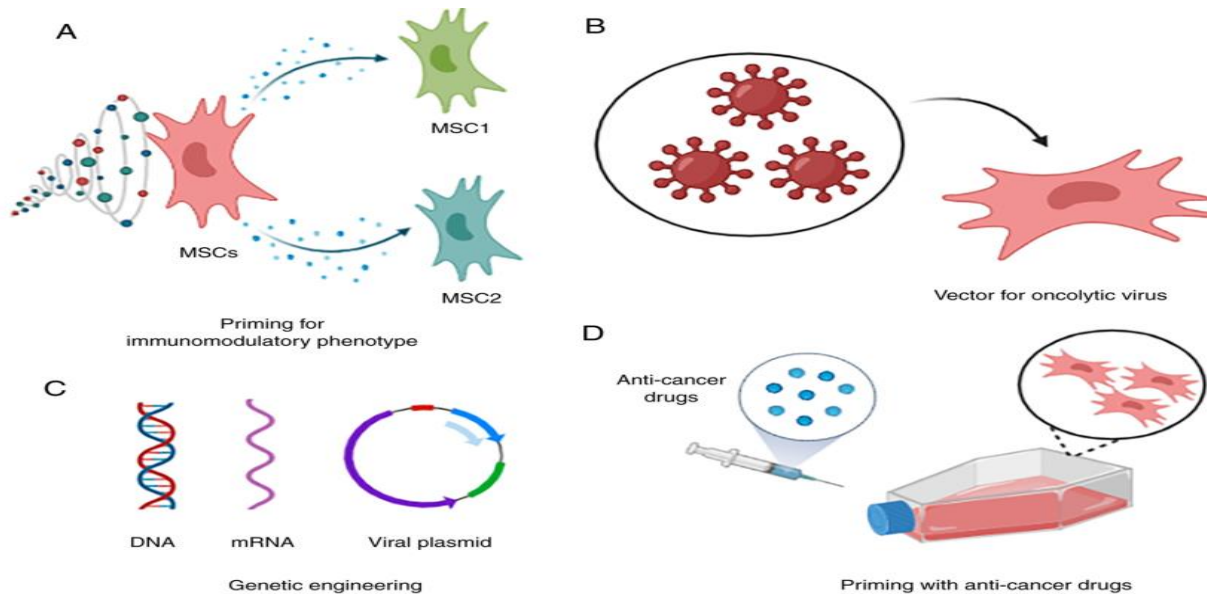 A
MSCs
MSC1
MSC2
Priming for
immunomodulatory phenotype
B
Vector for oncolytic virus
C
DNA
mRNA
Viral plasmid
Genetic engineering
D
Anti-cancer
drugs
Priming with anti-cancer drugs